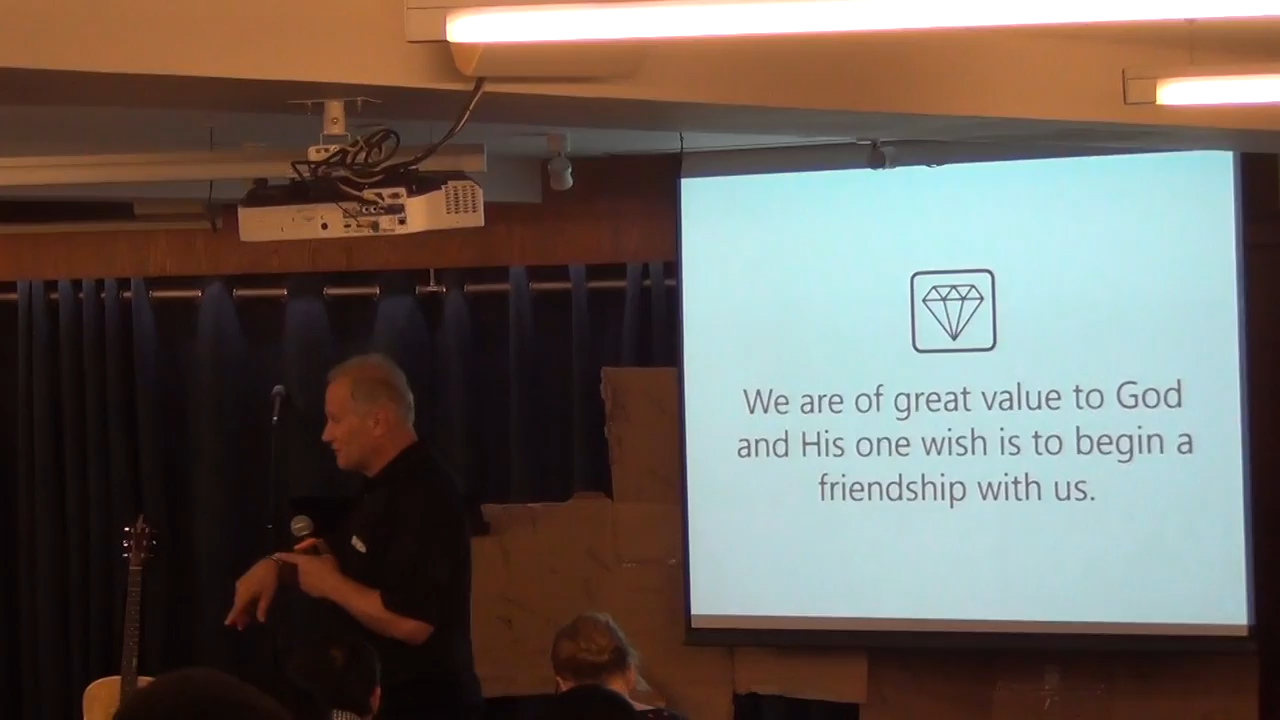 We are of great value to God
and His one wish is to begin a
friendship with us.